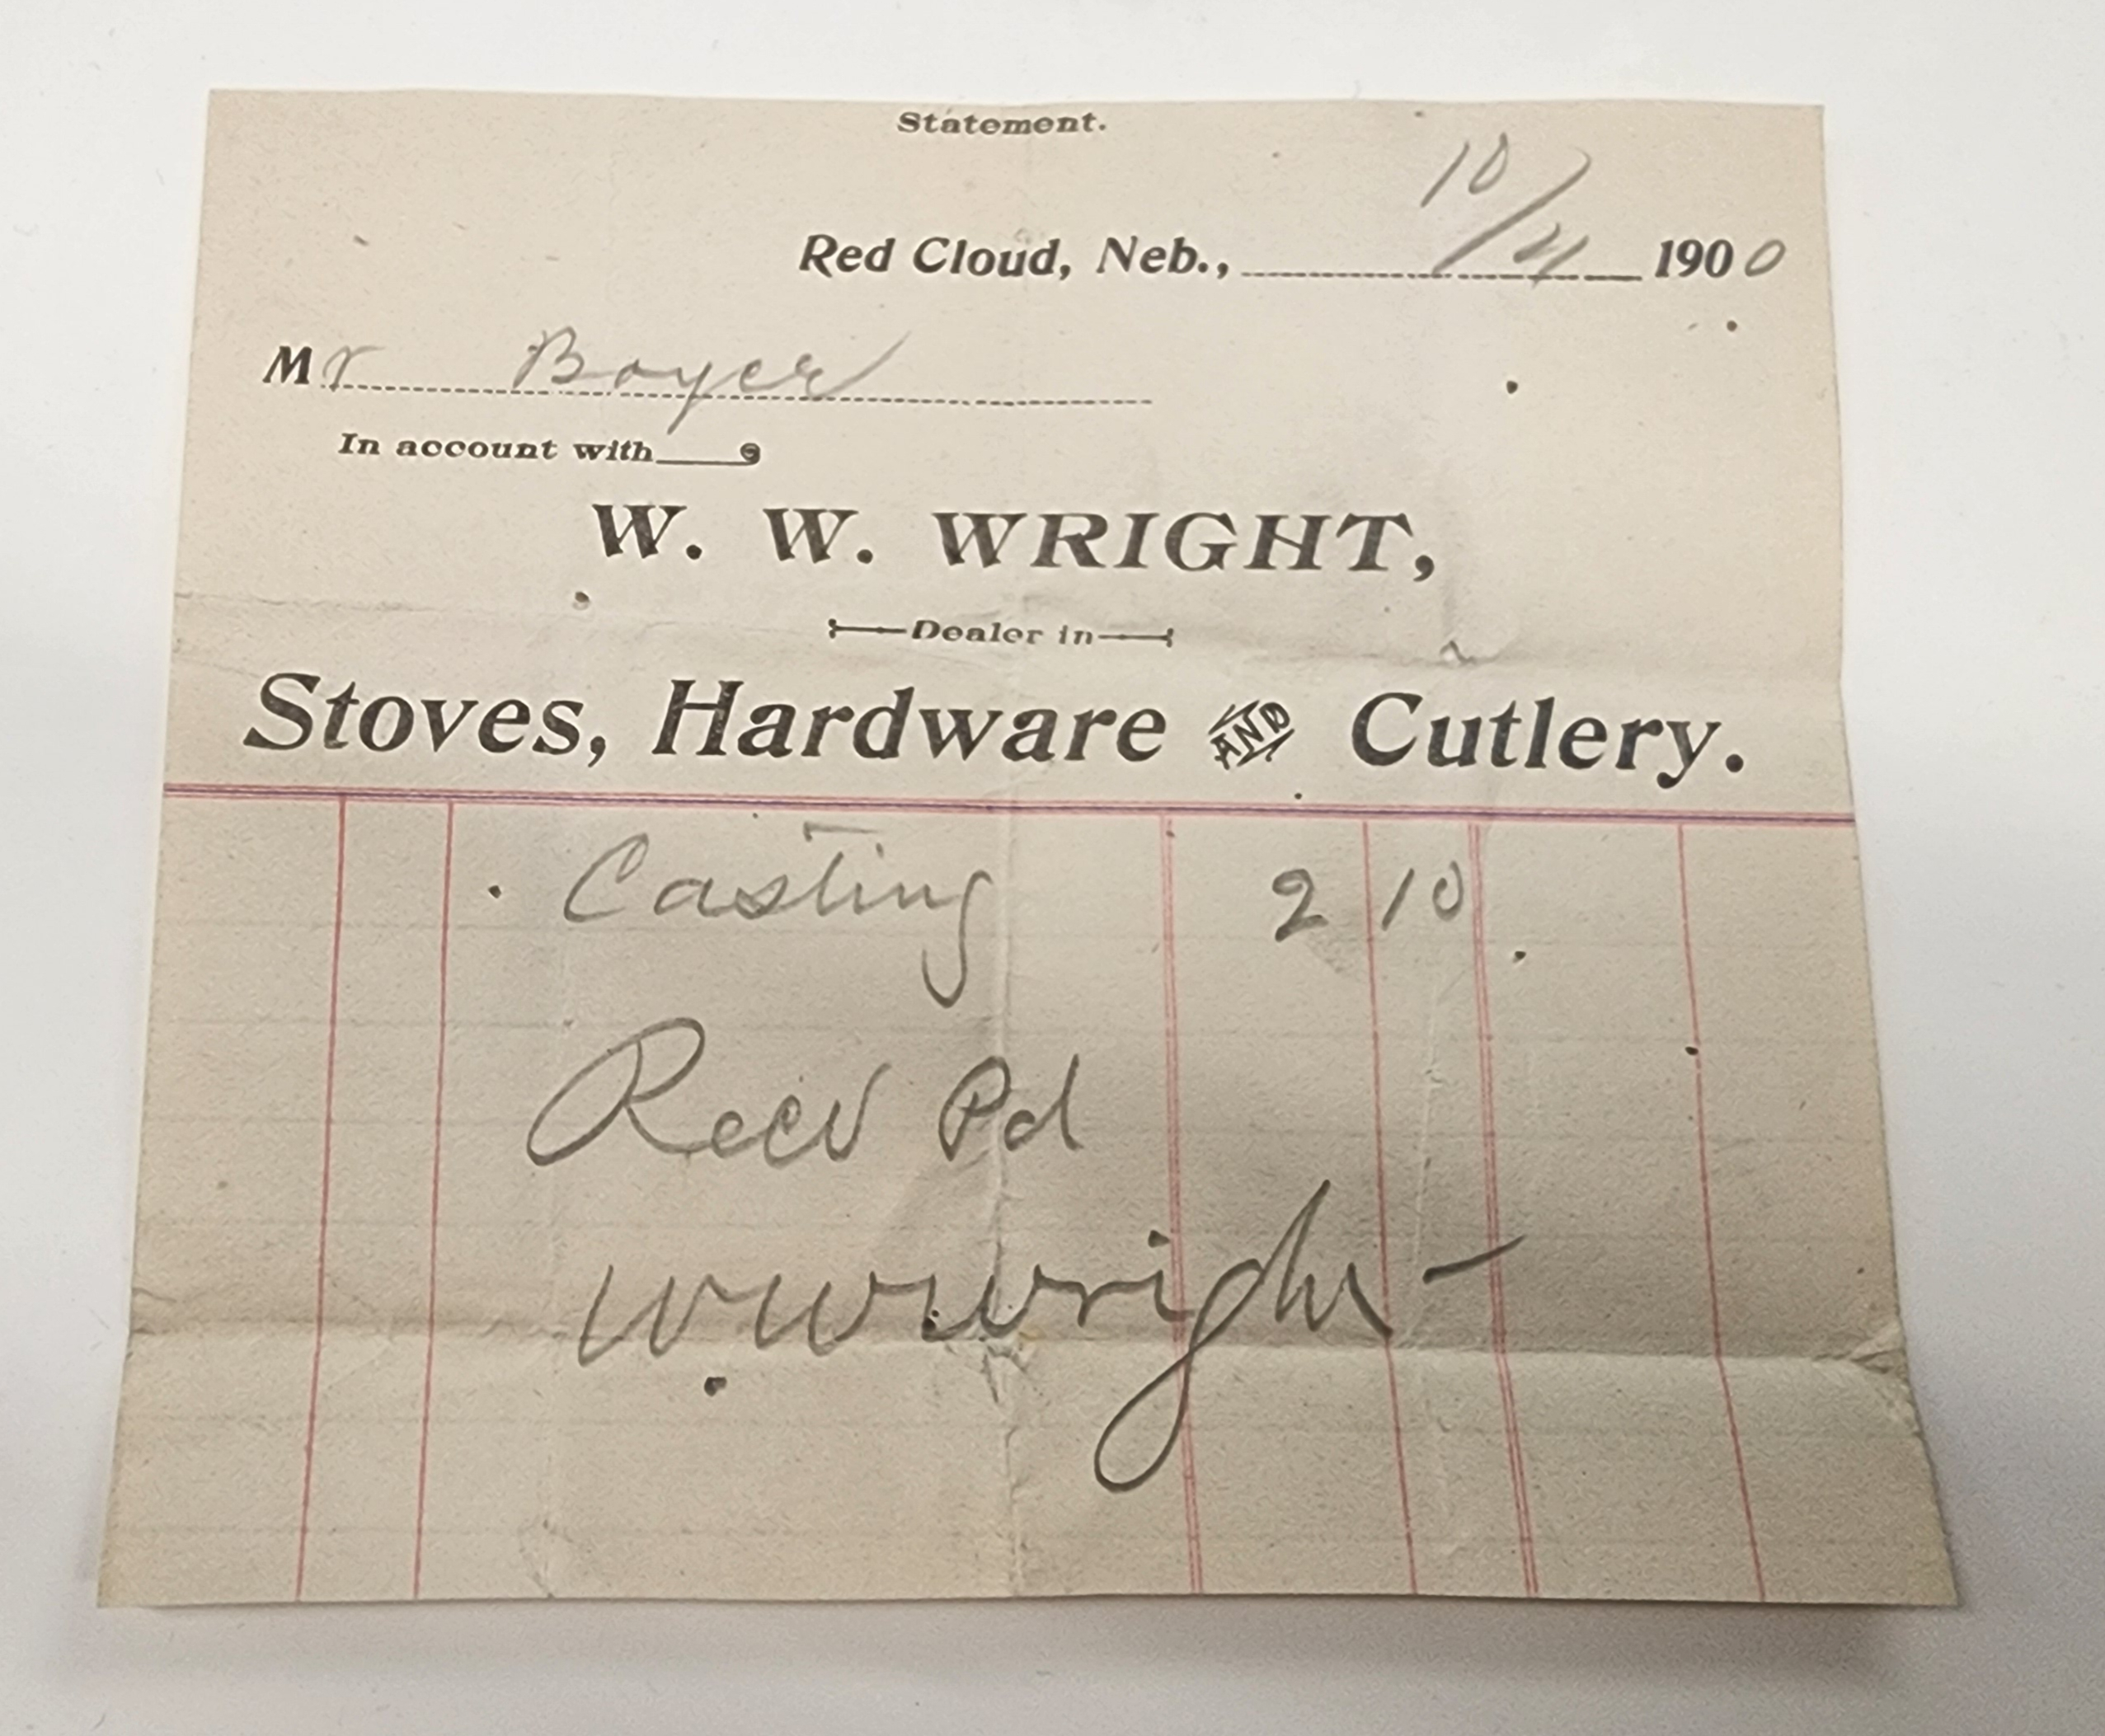 Statement.
Red Cloud, Neb., 10/4 1900
Mr Boyer
In account with
W. W. WRIGHT,
Dealer in
Stoves, Hardware AND Cutlery.
Casting 2 10
Recd Pd
WWWright